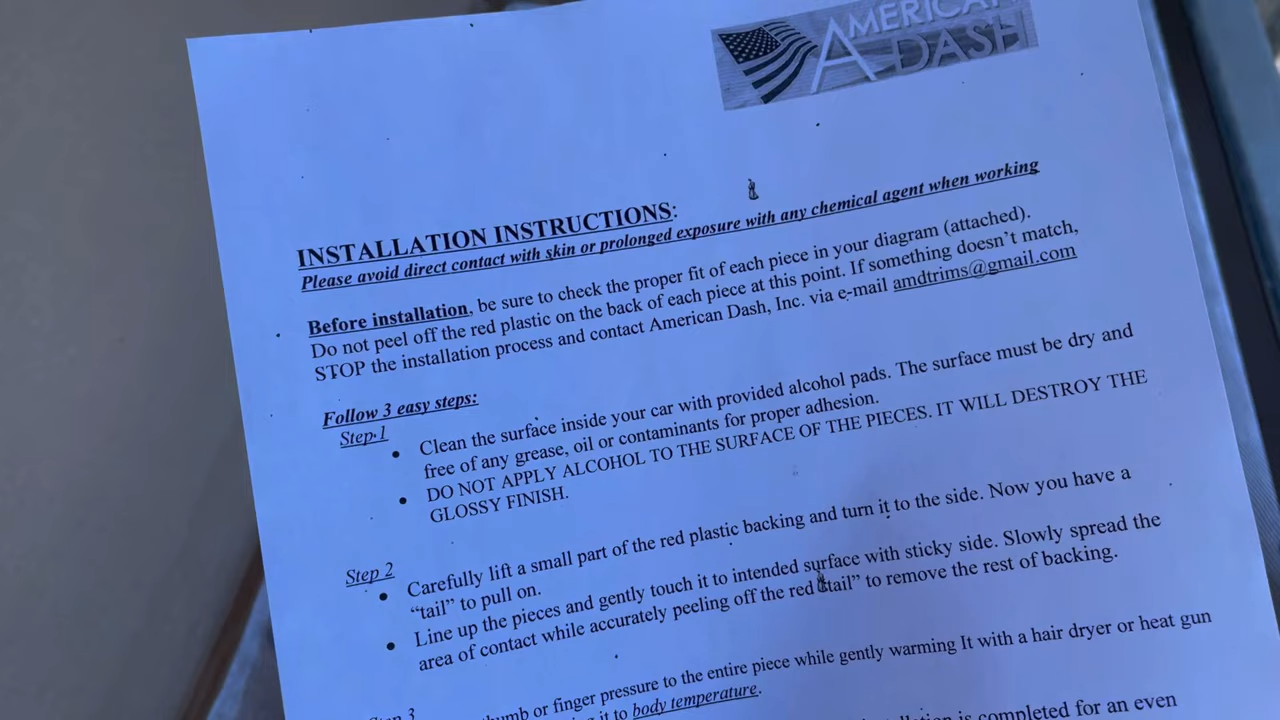 AMERICAN
DASH
INSTALLATION INSTRUCTIONS:
Please avoid direct contact with skin or prolonged exposure with any chemical agent when working
Before installation, be sure to check the proper fit of each piece in your diagram (attached).
Do not peel off the red plastic on the back of each piece at this point. If something doesn't match,
STOP the installation process and contact American Dash, Inc. via e-mail amdtrims@gmail.com
Follow 3 easy steps:
Step 1
• Clean the surface inside your car with provided alcohol pads. The surface must be dry and
free of any grease, oil or contaminants for proper adhesion.
• DO NOT APPLY ALCOHOL TO THE SURFACE OF THE PIECES. IT WILL DESTROY THE
GLOSSY FINISH.
Step 2
• Carefully lift a small part of the red plastic backing and turn it to the side. Now you have a
“tail” to pull on.
• Line up the pieces and gently touch it to intended surface with sticky side. Slowly spread the
area of contact while accurately peeling off the red “tail” to remove the rest of backing.
Step 3
thumb or finger pressure to the entire piece while gently warming It with a hair dryer or heat gun
it to body temperature.
is completed for an even